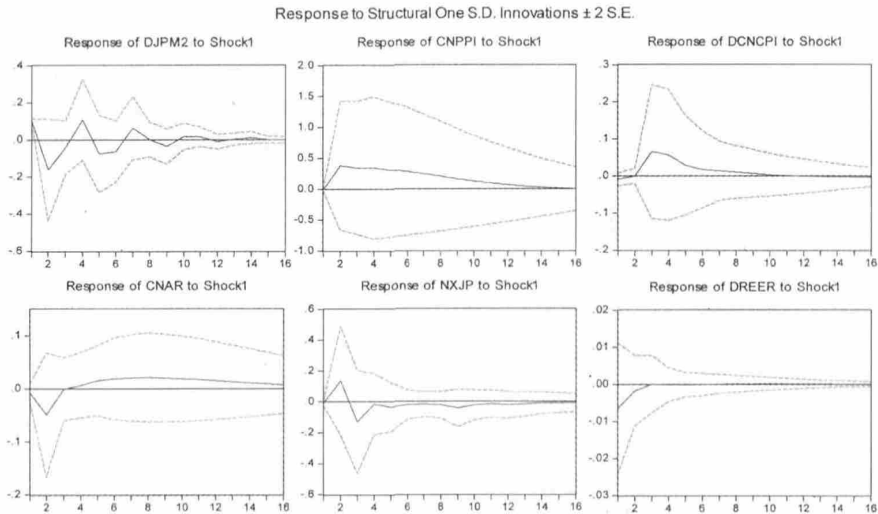 Response to Structural One S.D. Innovations ± 2 S.E.
Response of DJPM2 to Shock1
Response of CNPPI to Shock1
Response of DCNCPI to Shock1
.4
.2
.0
-.2
-.4
-.6
2 4 6 8 10 12 14 16
2.0
1.5
1.0
0.5
0.0
-0.5
-1.0
2 4 6 8 10 12 14 16
.3
.2
.1
.0
-.1
-.2
2 4 6 8 10 12 14 16
Response of CNAR to Shock1
Response of NXJP to Shock1
Response of DREER to Shock1
.1
.0
-.1
-.2
2 4 6 8 10 12 14 16
.6
.4
.2
.0
-.2
-.4
-.6
2 4 6 8 10 12 14 16
.02
.01
.00
-.01
-.02
-.03
2 4 6 8 10 12 14 16